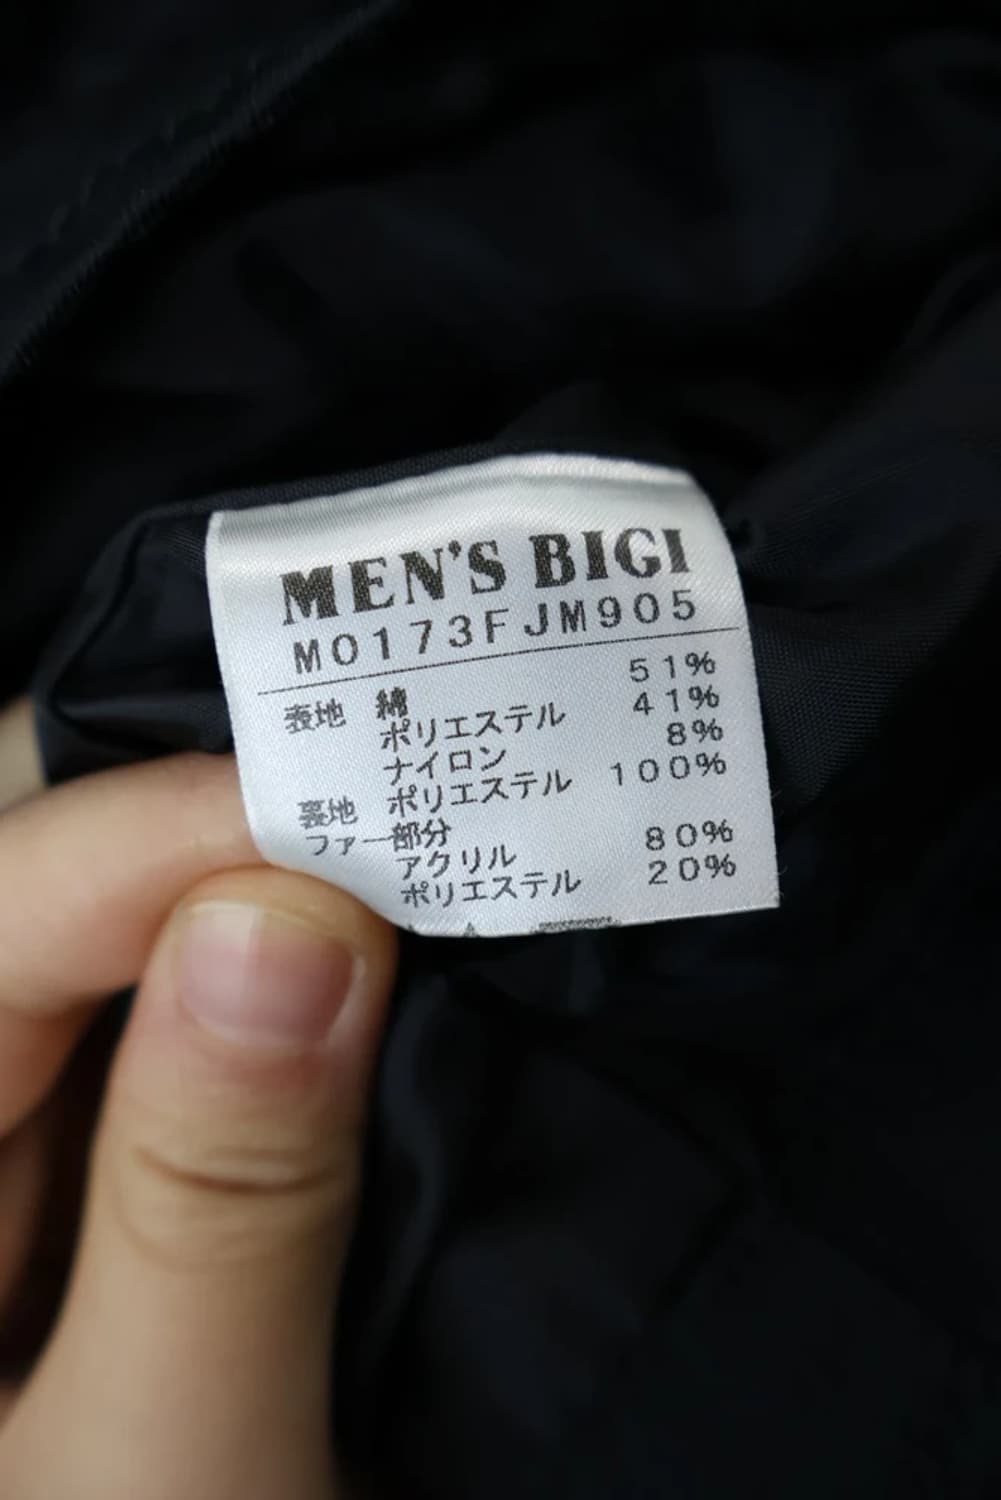 MEN'S BIGI
M0173FJM905
表地 綿 51%
ポリエステル 41%
ナイロン 8%
裏地 ポリエステル 100%
ファー部分
アクリル 80%
ポリエステル 20%